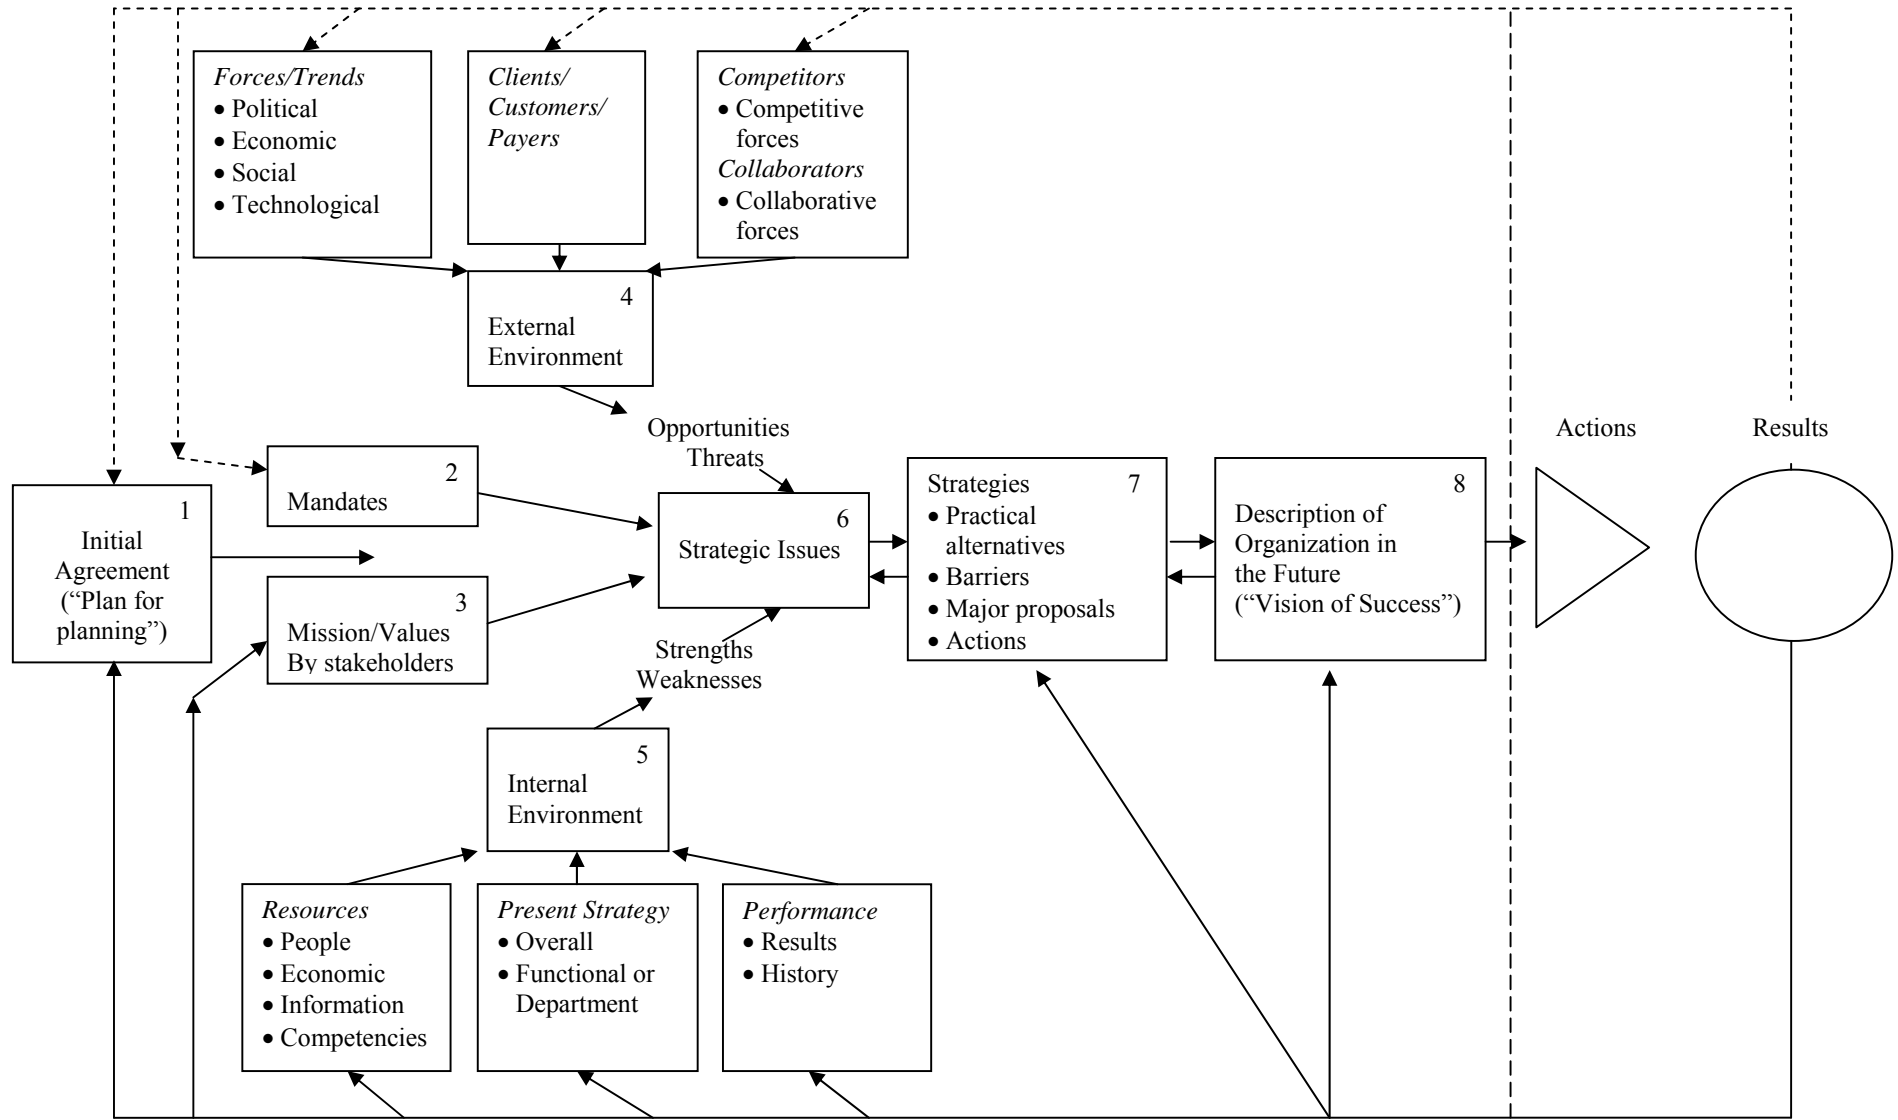 Forces/Trends
• Political
• Economic
• Social
• Technological
Clients/
Customers/
Payers
Competitors
• Competitive
forces
Collaborators
• Collaborative
forces
4
External
Environment
Opportunities
Threats
Actions
Results
1
Initial
Agreement
(“Plan for
planning”)
2
Mandates
3
Mission/Values
By stakeholders
6
Strategic Issues
7
Strategies
• Practical
alternatives
• Barriers
• Major proposals
• Actions
8
Description of
Organization in
the Future
(“Vision of Success”)
Strengths
Weaknesses
5
Internal
Environment
Resources
• People
• Economic
• Information
• Competencies
Present Strategy
• Overall
• Functional or
Department
Performance
• Results
• History